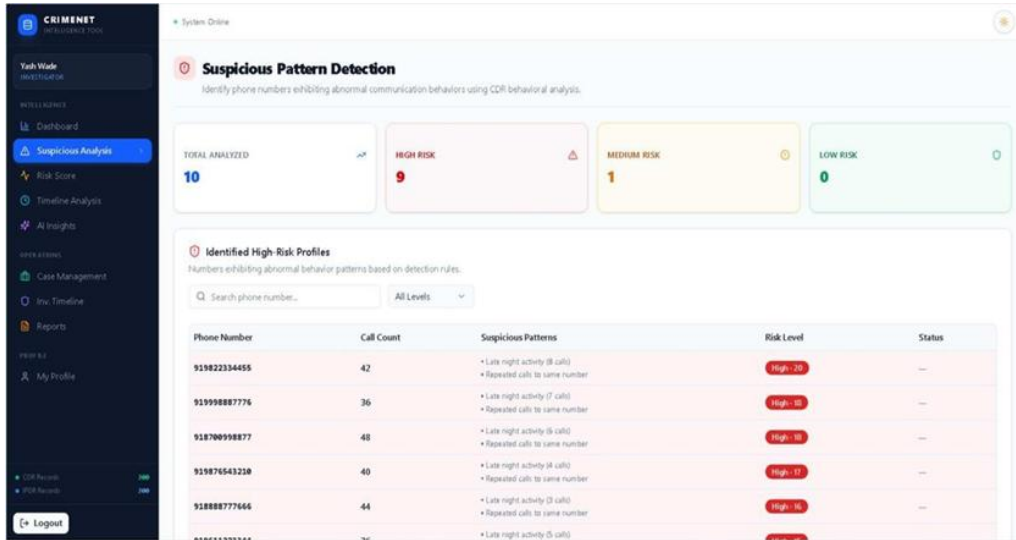 CRIMENET
INTELLIGENCE TOOL
System Online
Yash Wade
INVESTIGATOR
INTELLIGENCE
Dashboard
Suspicious Analysis
Risk Score
Timeline Analysis
AI Insights
OPERATIONS
Case Management
Inv. Timeline
Reports
PROFILE
My Profile
CDR Records 300
IPDR Records 300
Logout
Suspicious Pattern Detection
Identify phone numbers exhibiting abnormal communication behaviors using CDR behavioral analysis.
TOTAL ANALYZED
10
HIGH RISK
9
MEDIUM RISK
1
LOW RISK
0
Identified High-Risk Profiles
Numbers exhibiting abnormal behavior patterns based on detection rules.
Search phone number...
All Levels
Phone Number Call Count Suspicious Patterns Risk Level Status
919822334455 42 • Late night activity (8 calls) High - 20 —
• Repeated calls to same number
919998887776 36 • Late night activity (7 calls) High - 18 —
• Repeated calls to same number
918700998877 48 • Late night activity (6 calls) High - 18 —
• Repeated calls to same number
919876543210 40 • Late night activity (4 calls) High - 17 —
• Repeated calls to same number
918888777666 44 • Late night activity (3 calls) High - 16 —
• Repeated calls to same number
• Late night activity (5 calls)